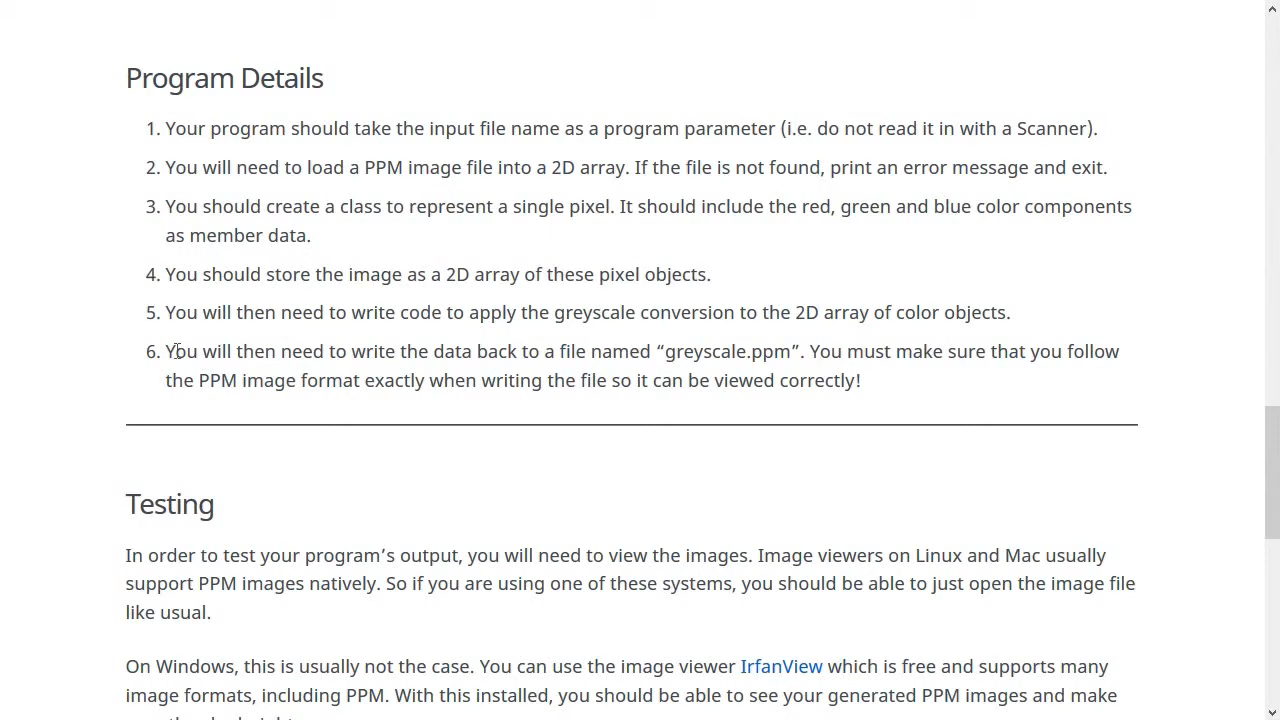 Program Details
1. Your program should take the input file name as a program parameter (i.e. do not read it in with a Scanner).
2. You will need to load a PPM image file into a 2D array. If the file is not found, print an error message and exit.
3. You should create a class to represent a single pixel. It should include the red, green and blue color components
as member data.
4. You should store the image as a 2D array of these pixel objects.
5. You will then need to write code to apply the greyscale conversion to the 2D array of color objects.
6. You will then need to write the data back to a file named “greyscale.ppm”. You must make sure that you follow
the PPM image format exactly when writing the file so it can be viewed correctly!
Testing
In order to test your program’s output, you will need to view the images. Image viewers on Linux and Mac usually
support PPM images natively. So if you are using one of these systems, you should be able to just open the image file
like usual.
On Windows, this is usually not the case. You can use the image viewer IrfanView which is free and supports many
image formats, including PPM. With this installed, you should be able to see your generated PPM images and make